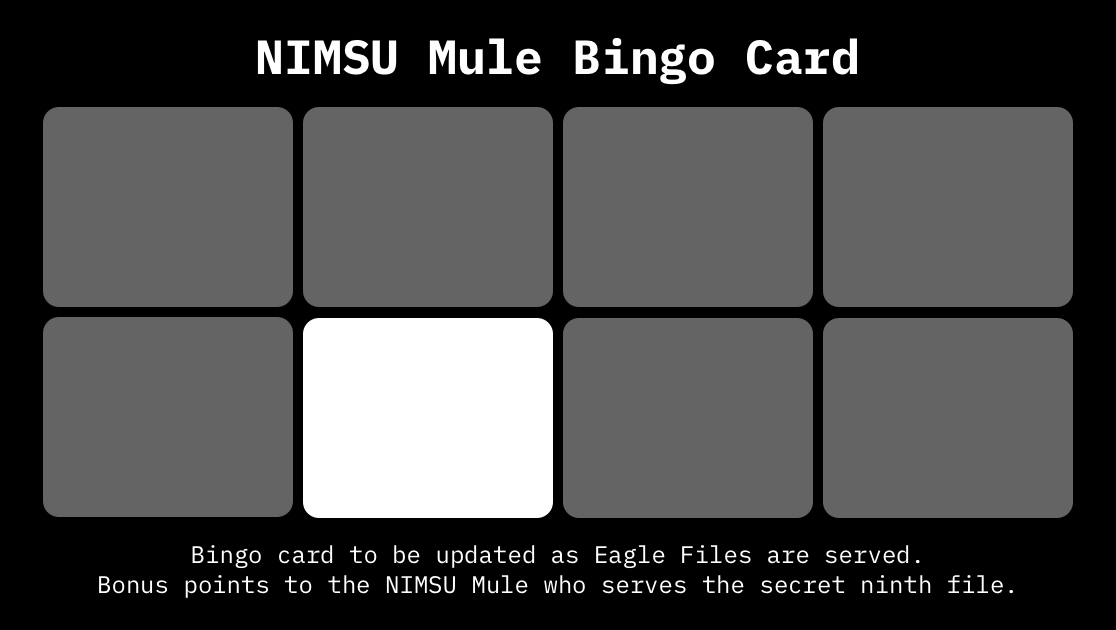 NIMSU Mule Bingo Card
Bingo card to be updated as Eagle Files are served.
Bonus points to the NIMSU Mule who serves the secret ninth file.